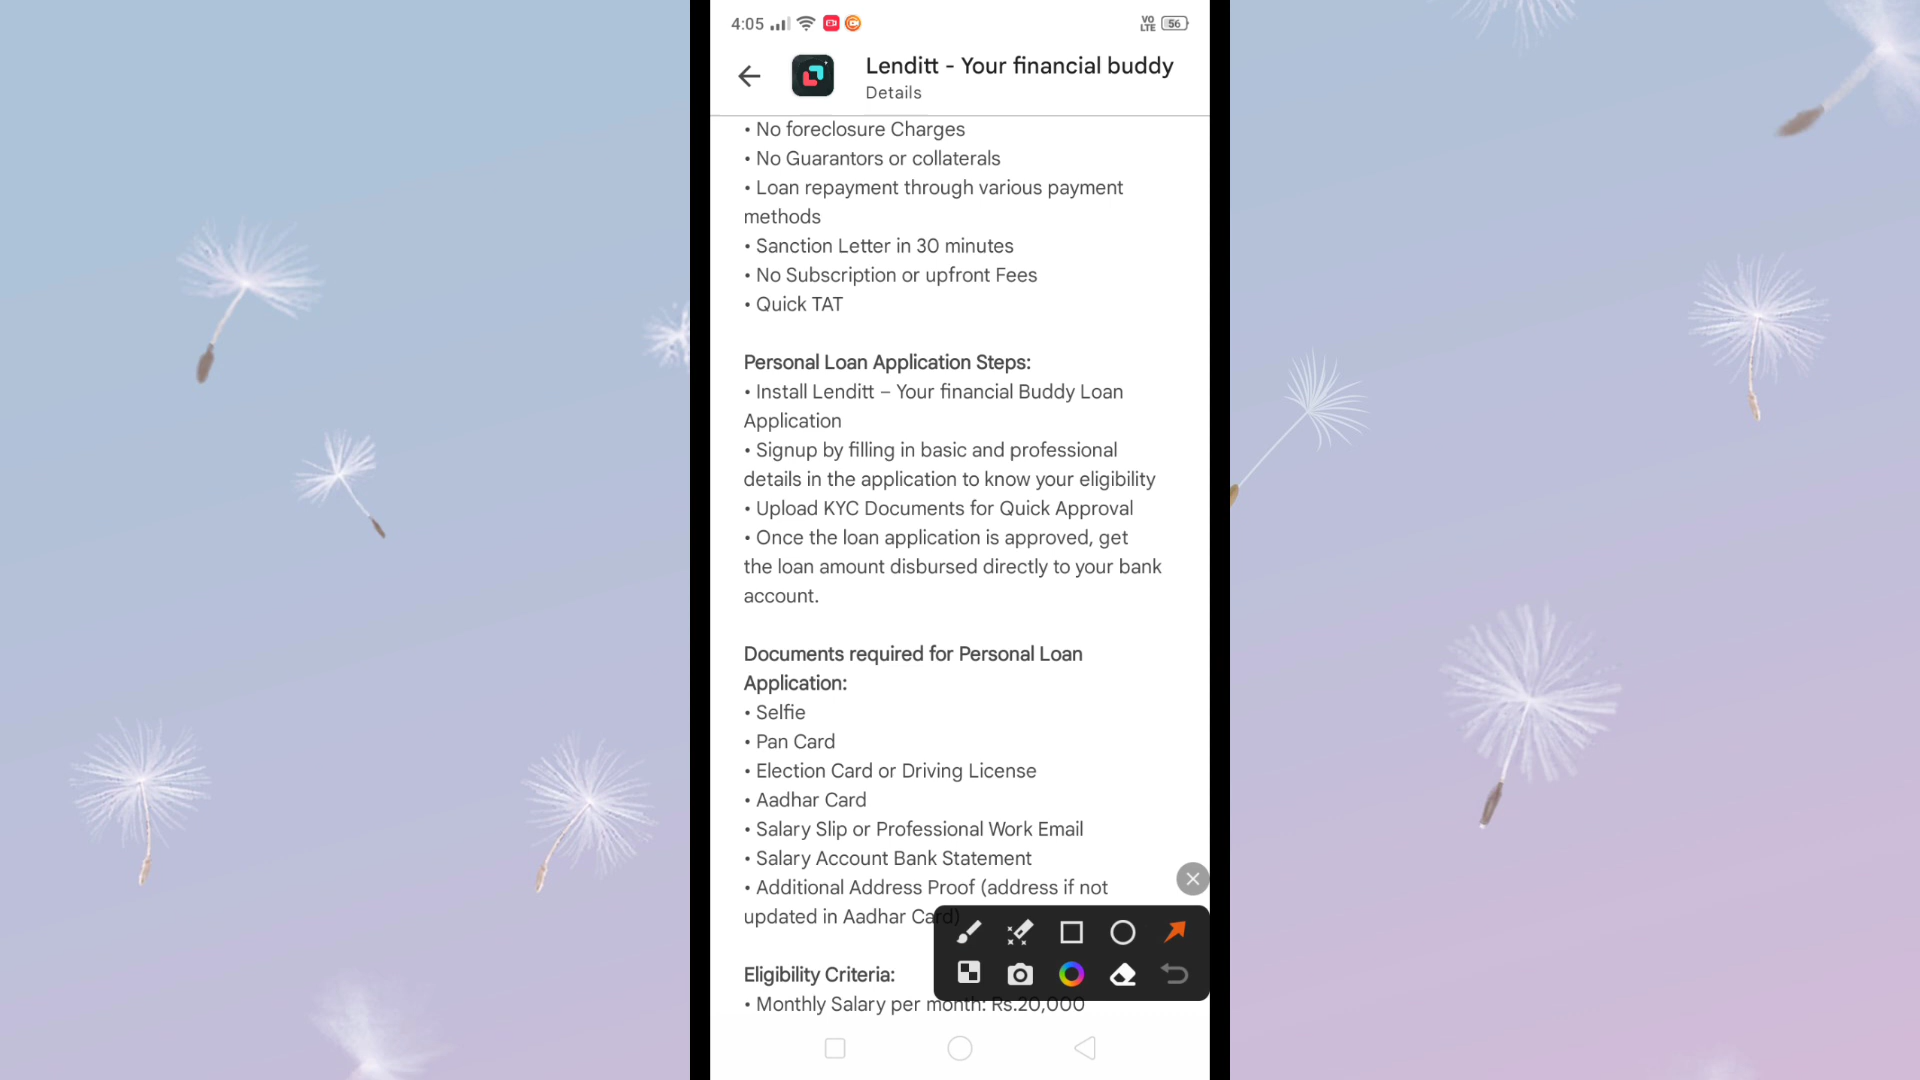 4:05
VO
LTE
56
Lenditt - Your financial buddy
Details
• No foreclosure Charges
• No Guarantors or collaterals
• Loan repayment through various payment
methods
• Sanction Letter in 30 minutes
• No Subscription or upfront Fees
• Quick TAT
Personal Loan Application Steps:
• Install Lenditt – Your financial Buddy Loan
Application
• Signup by filling in basic and professional
details in the application to know your eligibility
• Upload KYC Documents for Quick Approval
• Once the loan application is approved, get
the loan amount disbursed directly to your bank
account.
Documents required for Personal Loan
Application:
• Selfie
• Pan Card
• Election Card or Driving License
• Aadhar Card
• Salary Slip or Professional Work Email
• Salary Account Bank Statement
• Additional Address Proof (address if not
updated in Aadhar Card)
Eligibility Criteria:
• Monthly Salary per month: Rs.20,000